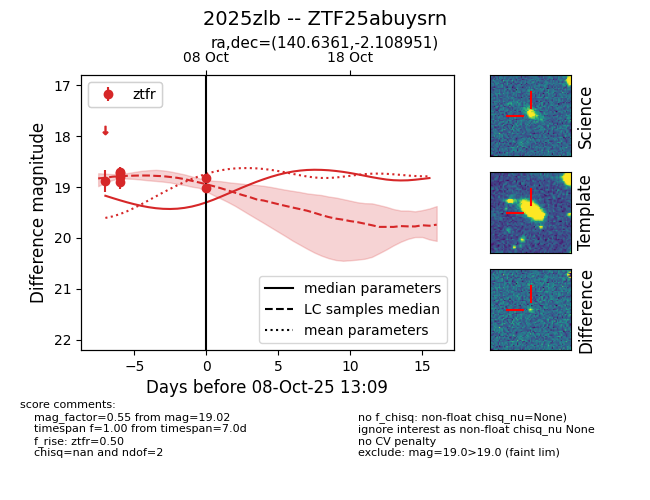 2025zlb -- ZTF25abuysrn
ra,dec=(140.6361,-2.108951)
08 Oct
18 Oct
ztfr
17
18
19
20
21
22
Difference magnitude
median parameters
LC samples median
mean parameters
−5
0
5
10
15
Days before 08-Oct-25 13:09
Science
Template
Difference
score comments:
mag_factor=0.55 from mag=19.02
timespan f=1.00 from timespan=7.0d
f_rise: ztfr=0.50
chisq=nan and ndof=2
no f_chisq: non-float chisq_nu=None)
ignore interest as non-float chisq_nu None
no CV penalty
exclude: mag=19.0>19.0 (faint lim)